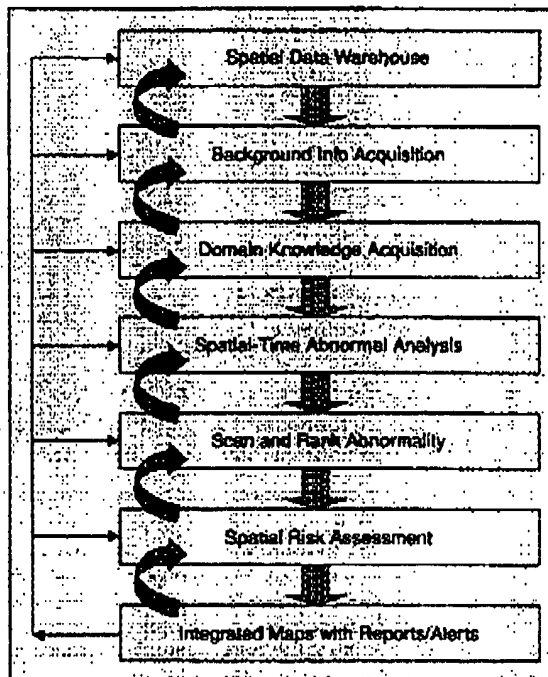 Spatial Data Warehouse
Background Info Acquisition
Domain Knowledge Acquisition
Spatial-Time Abnormal Analysis
Scan and Rank Abnormality
Spatial Risk Assessment
Integrated Maps with Reports/Alerts